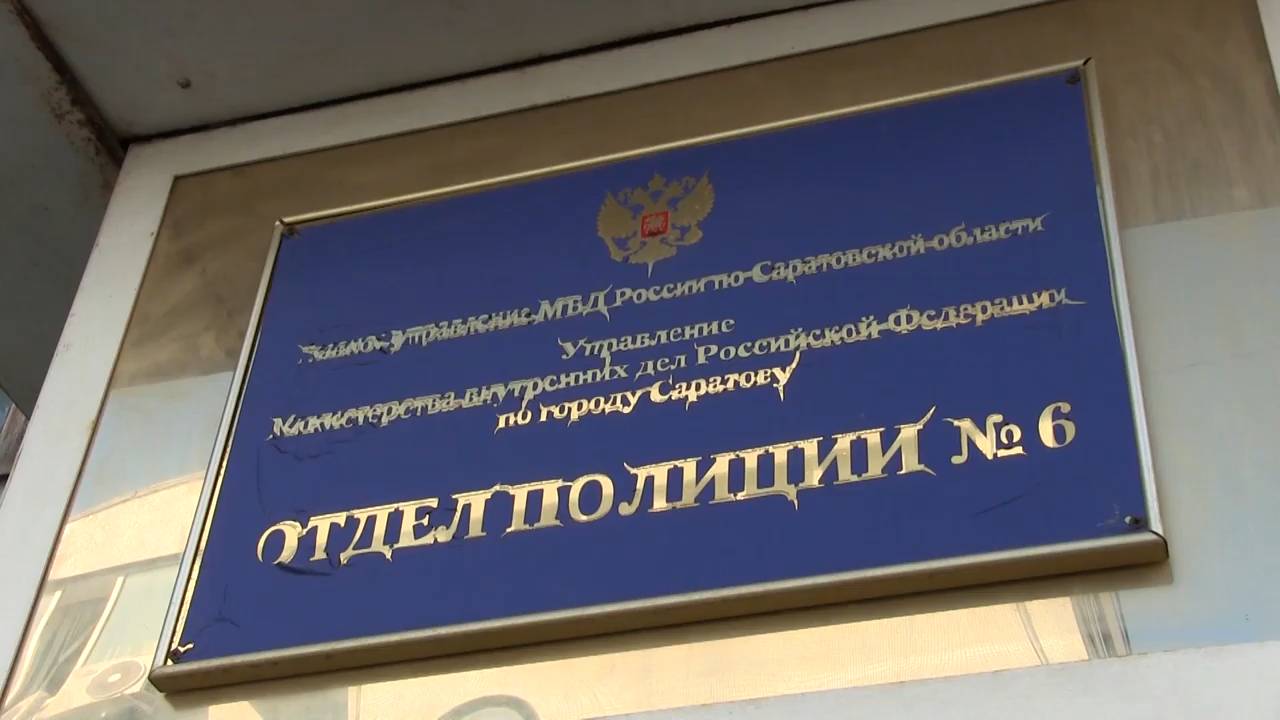 Главное Управление МВД России по Саратовской области
Управление
Министерства внутренних дел Российской Федерации
по городу Саратову
ОТДЕЛ ПОЛИЦИИ № 6